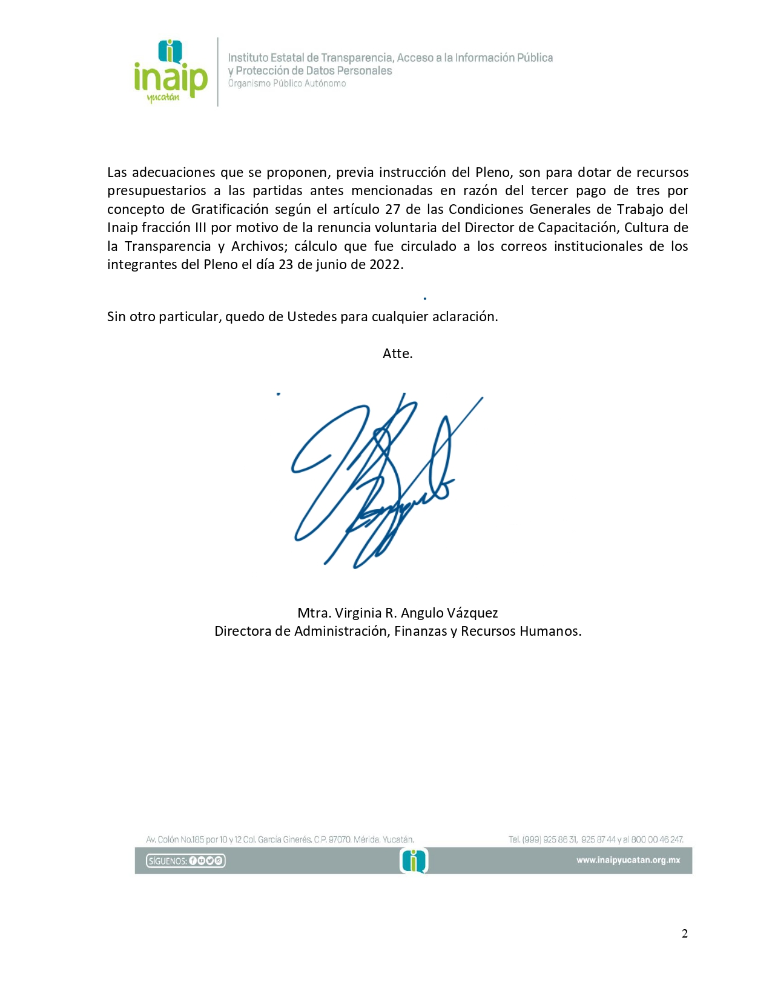 inaip
yucatán
Instituto Estatal de Transparencia, Acceso a la Información Pública
y Protección de Datos Personales
Organismo Público Autónomo
Las adecuaciones que se proponen, previa instrucción del Pleno, son para dotar de recursos
presupuestarios a las partidas antes mencionadas en razón del tercer pago de tres por
concepto de Gratificación según el artículo 27 de las Condiciones Generales de Trabajo del
Inaip fracción III por motivo de la renuncia voluntaria del Director de Capacitación, Cultura de
la Transparencia y Archivos; cálculo que fue circulado a los correos institucionales de los
integrantes del Pleno el día 23 de junio de 2022.
Sin otro particular, quedo de Ustedes para cualquier aclaración.
Atte.
Mtra. Virginia R. Angulo Vázquez
Directora de Administración, Finanzas y Recursos Humanos.
Av. Colón No.185 por 10 y 12 Col. García Ginerés. C.P. 97070. Mérida, Yucatán.
Tel. (999) 925 86 31, 925 87 44 y al 800 00 46 247.
SÍGUENOS:
www.inaipyucatan.org.mx
2